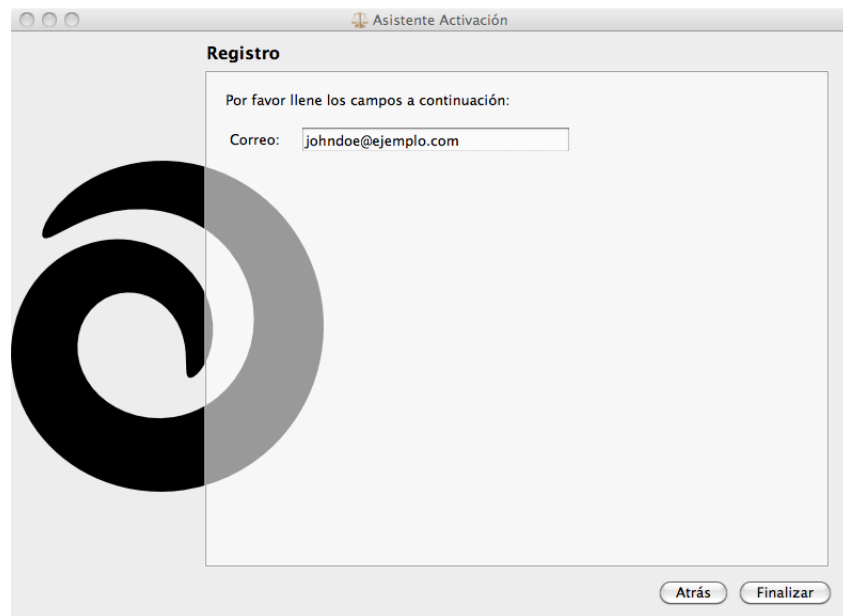 Asistente Activación
Registro
Por favor llene los campos a continuación:
Correo: johndoe@ejemplo.com
Atrás Finalizar